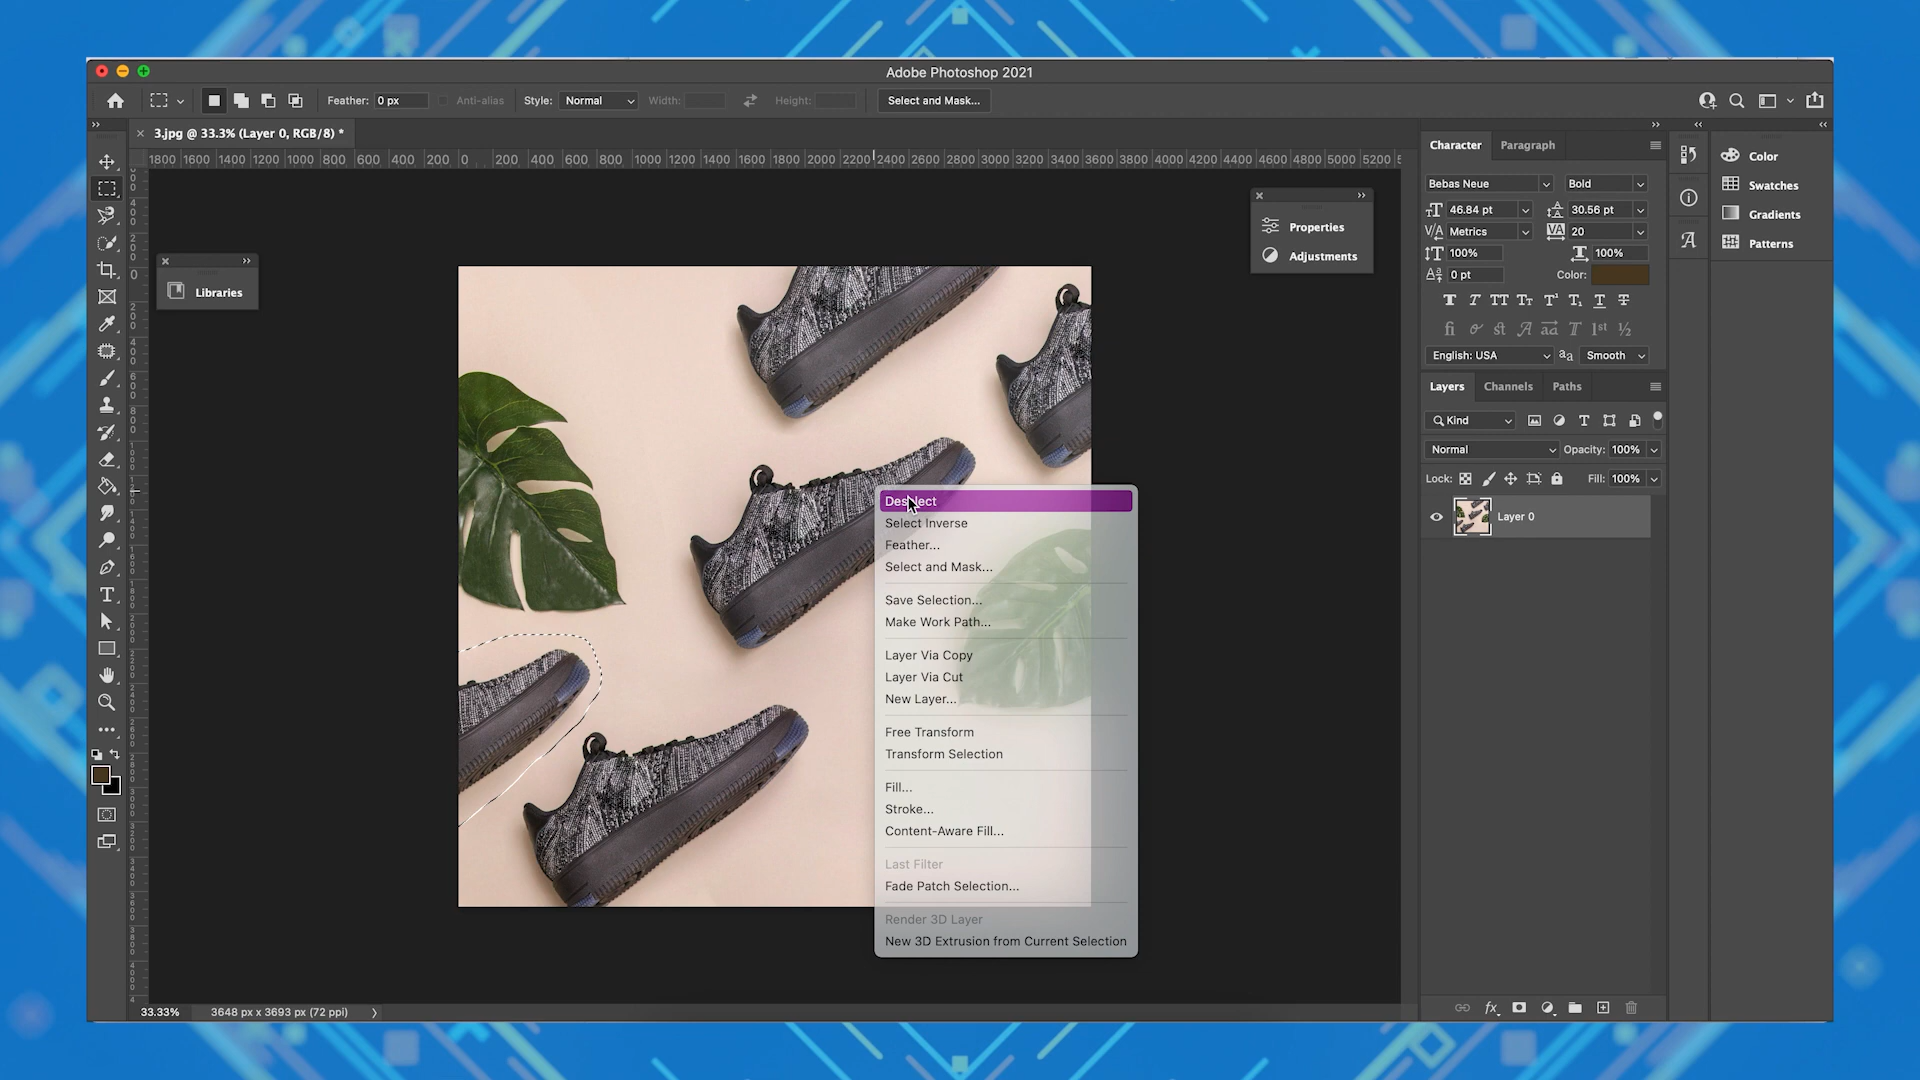 Adobe Photoshop 2021
Feather: 0 px Anti-alias Style: Normal Width: Height: Select and Mask...
3.jpg @ 33.3% (Layer 0, RGB/8) *
1800 1600 1400 1200 1000 800 600 400 200 0 200 400 600 800 1000 1200 1400 1600 1800 2000 2200 2400 2600 2800 3000 3200 3400 3600 3800 4000 4200 4400 4600 4800 5000 5200
Libraries
Properties
Adjustments
Deselect
Select Inverse
Feather...
Select and Mask...
Save Selection...
Make Work Path...
Layer Via Copy
Layer Via Cut
New Layer...
Free Transform
Transform Selection
Fill...
Stroke...
Content-Aware Fill...
Last Filter
Fade Patch Selection...
Render 3D Layer
New 3D Extrusion from Current Selection
Character Paragraph
Bebas Neue Bold
46.84 pt 30.56 pt
Metrics 20
100% 100%
0 pt Color:
English: USA aa Smooth
Layers Channels Paths
Kind
Normal Opacity: 100%
Lock: Fill: 100%
Layer 0
Color
Swatches
Gradients
Patterns
33.33% 3648 px x 3693 px (72 ppi)